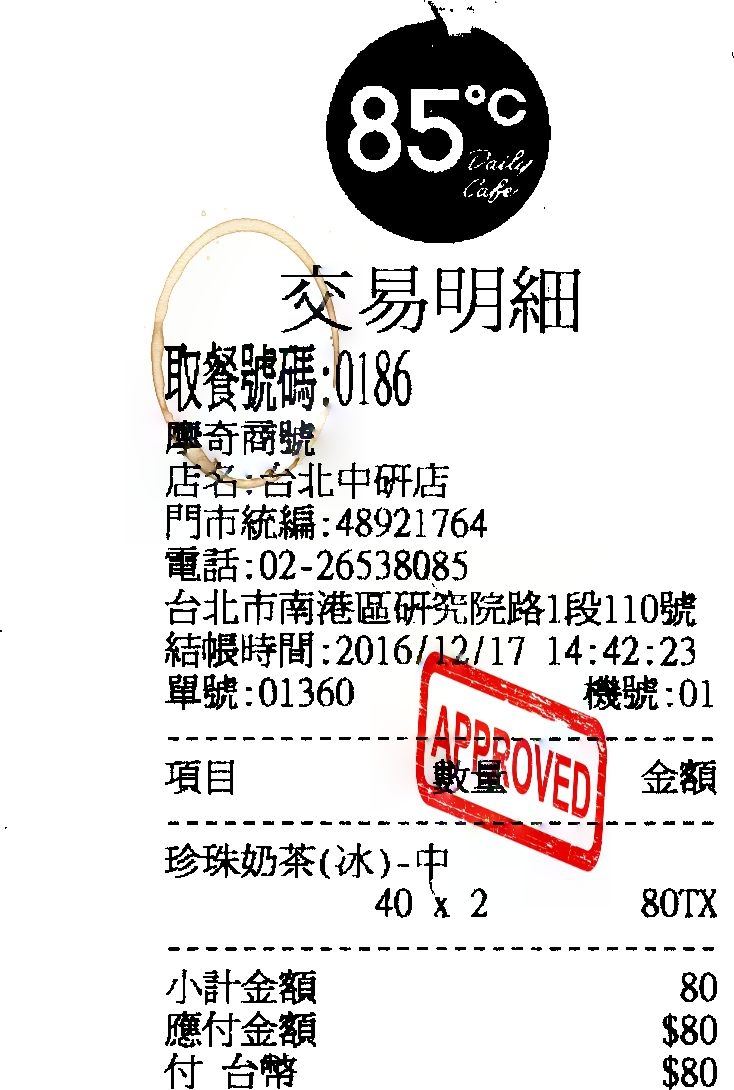 85°C
Daily
Cafe
交易明細
取餐號碼:0186
摩奇商號
店名:台北中研店
門市統編:48921764
電話:02-26538085
台北市南港區研究院路1段110號
結帳時間:2016/12/17 14:42:23
單號:01360 機號:01
APPROVED
項目 數量 金額
珍珠奶茶(冰)-中
40 x 2 80TX
小計金額 80
應付金額 $80
付 台幣 $80